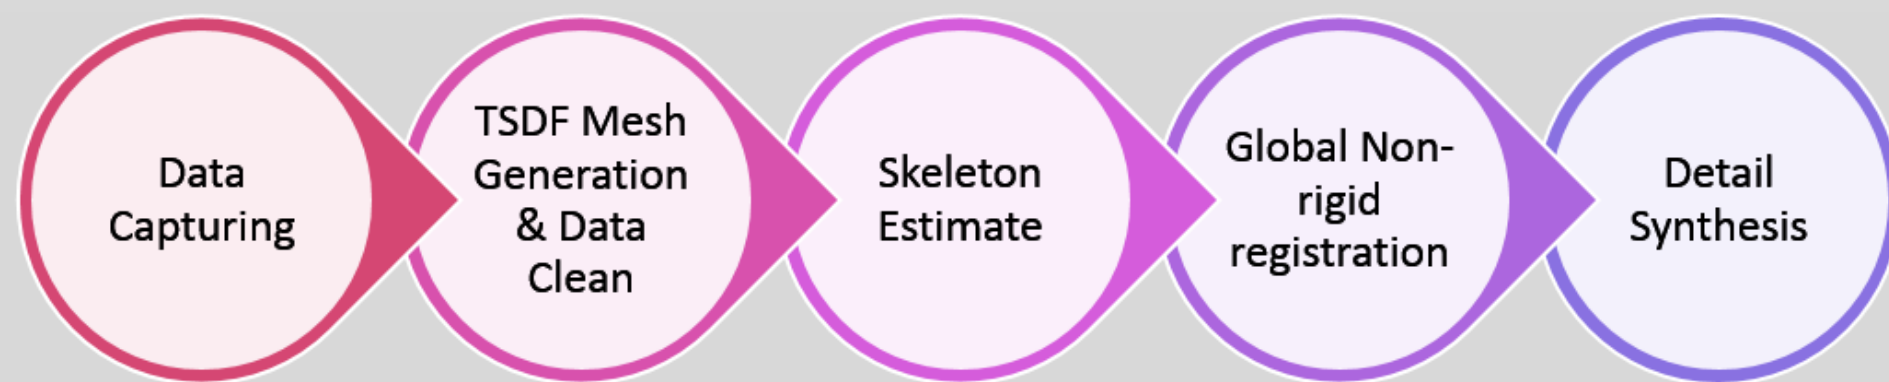 Data
Capturing
TSDF Mesh
Generation
& Data
Clean
Skeleton
Estimate
Global Non-
rigid
registration
Detail
Synthesis